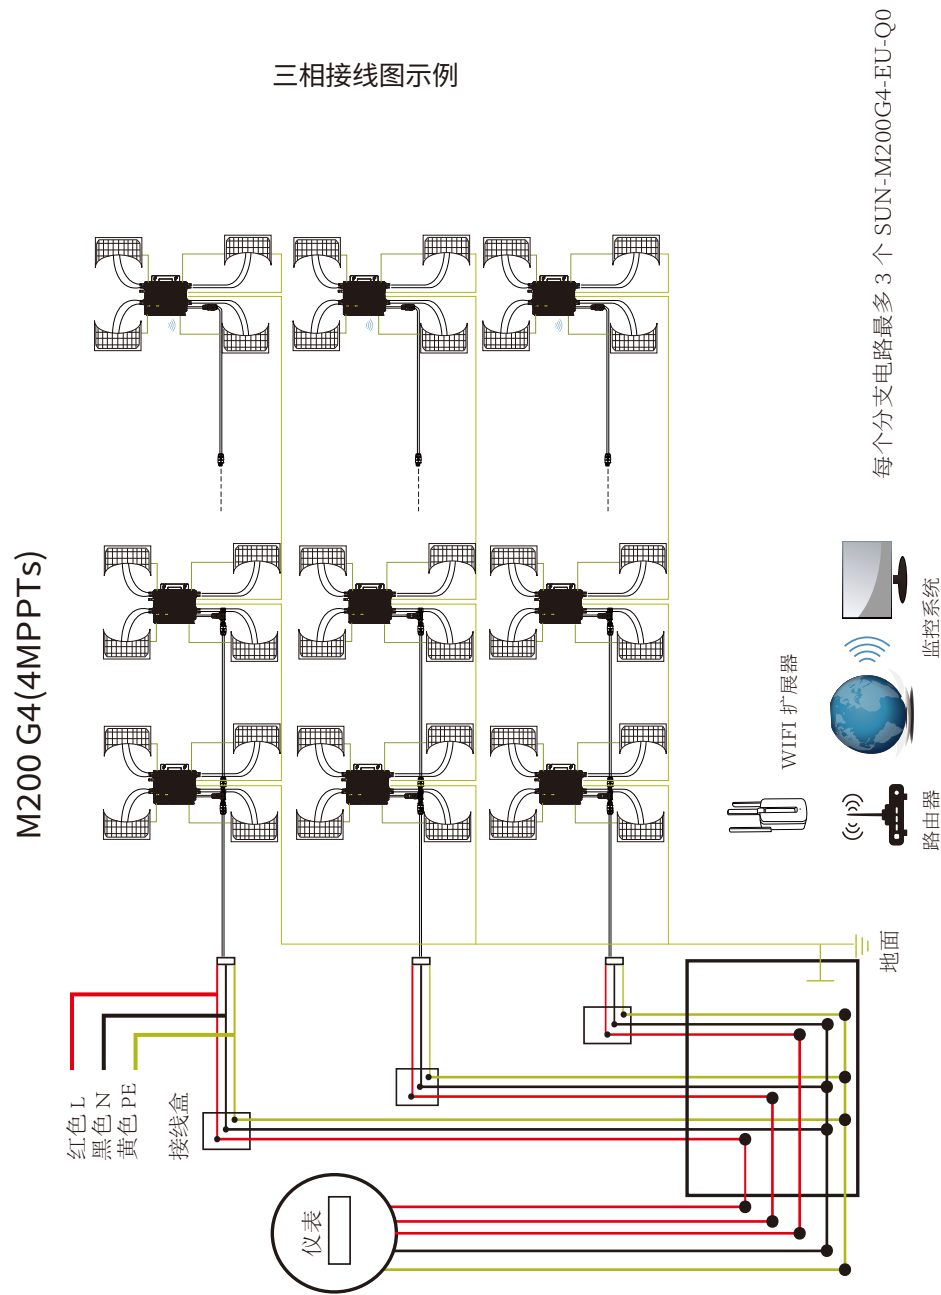 三相接线图示例
M200 G4(4MPPTs)
每个分支电路最多 3 个 SUN-M200G4-EU-Q0
监控系统
WIFI 扩展器
路由器
地面
红色 L
黑色 N
黄色 PE
接线盒
仪表